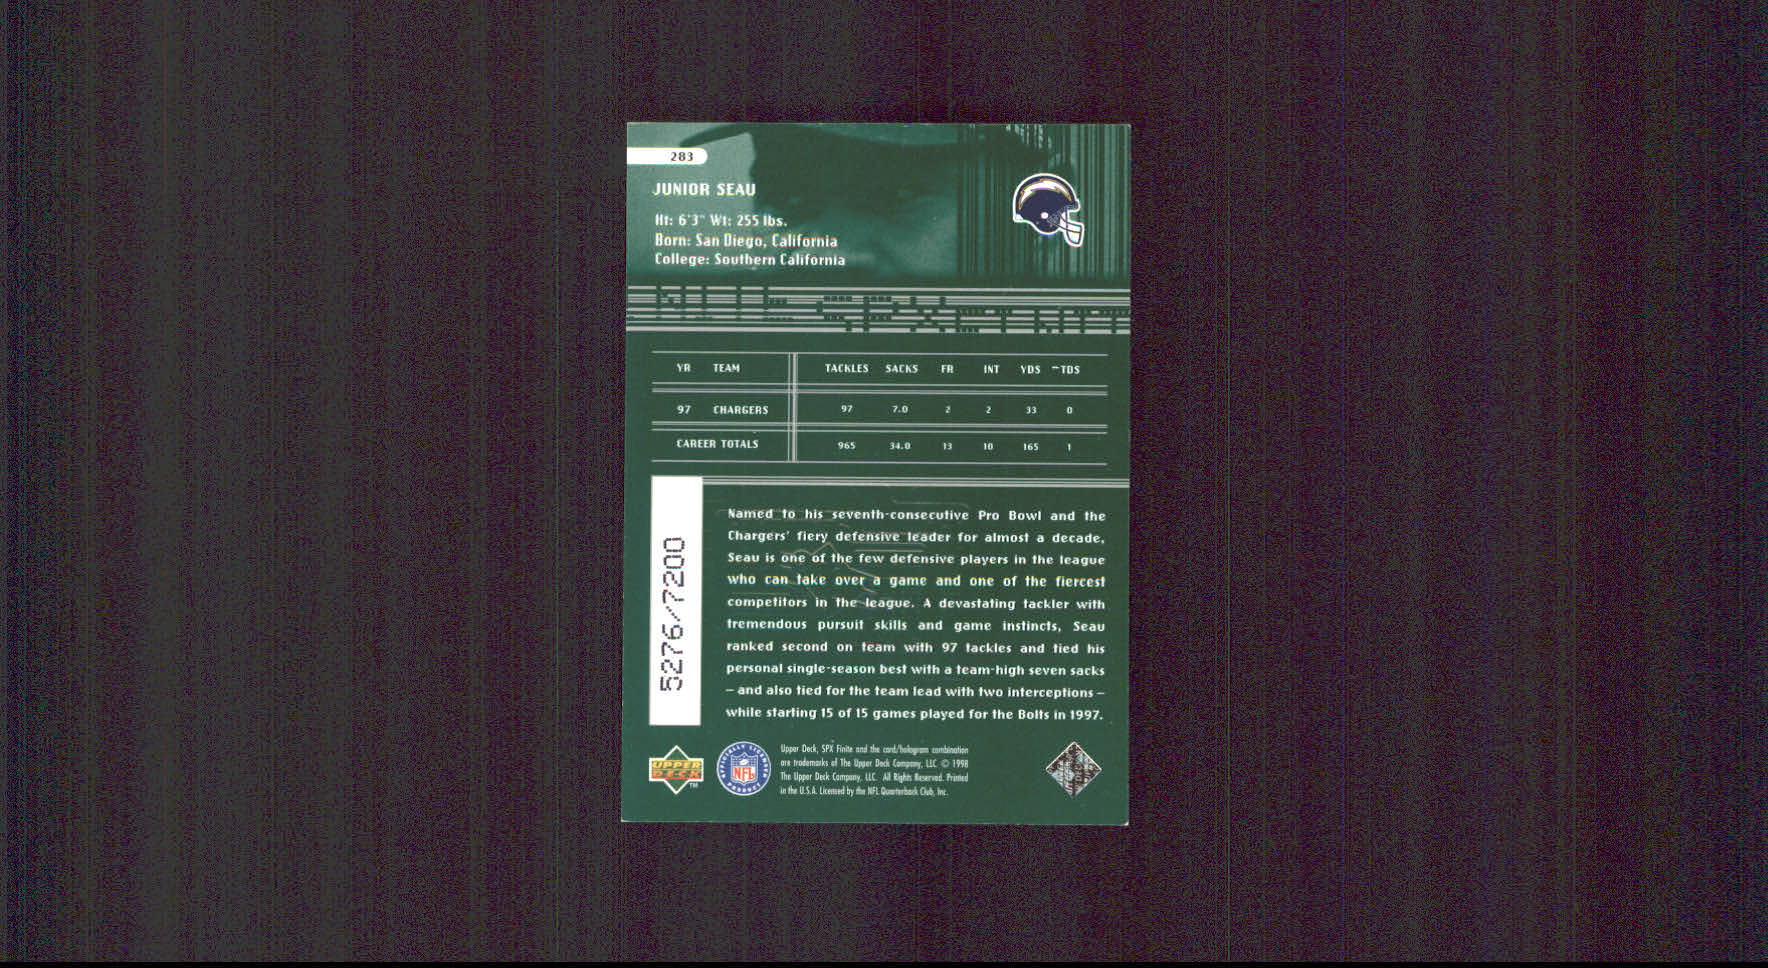 283
JUNIOR SEAU
Ht: 6'3" Wt: 255 lbs.
Born: San Diego, California
College: Southern California
YR TEAM TACKLES SACKS FR INT YDS TDS
97 CHARGERS 97 7.0 2 2 33 0
CAREER TOTALS 965 34.0 13 10 165 1
5276/7200
Named to his seventh-consecutive Pro Bowl and the
Chargers' fiery defensive leader for almost a decade,
Seau is one of the few defensive players in the league
who can take over a game and one of the fiercest
competitors in the league. A devastating tackler with
tremendous pursuit skills and game instincts, Seau
ranked second on team with 97 tackles and tied his
personal single-season best with a team-high seven sacks
– and also tied for the team lead with two interceptions –
while starting 15 of 15 games played for the Bolts in 1997.
UPPER
DECK
TM
OFFICIALLY LICENSED
NFL
PRODUCT
Upper Deck, SPX Finite and the card/hologram combination
are trademarks of The Upper Deck Company, LLC © 1998
The Upper Deck Company, LLC. All Rights Reserved. Printed
in the U.S.A. Licensed by the NFL Quarterback Club, Inc.